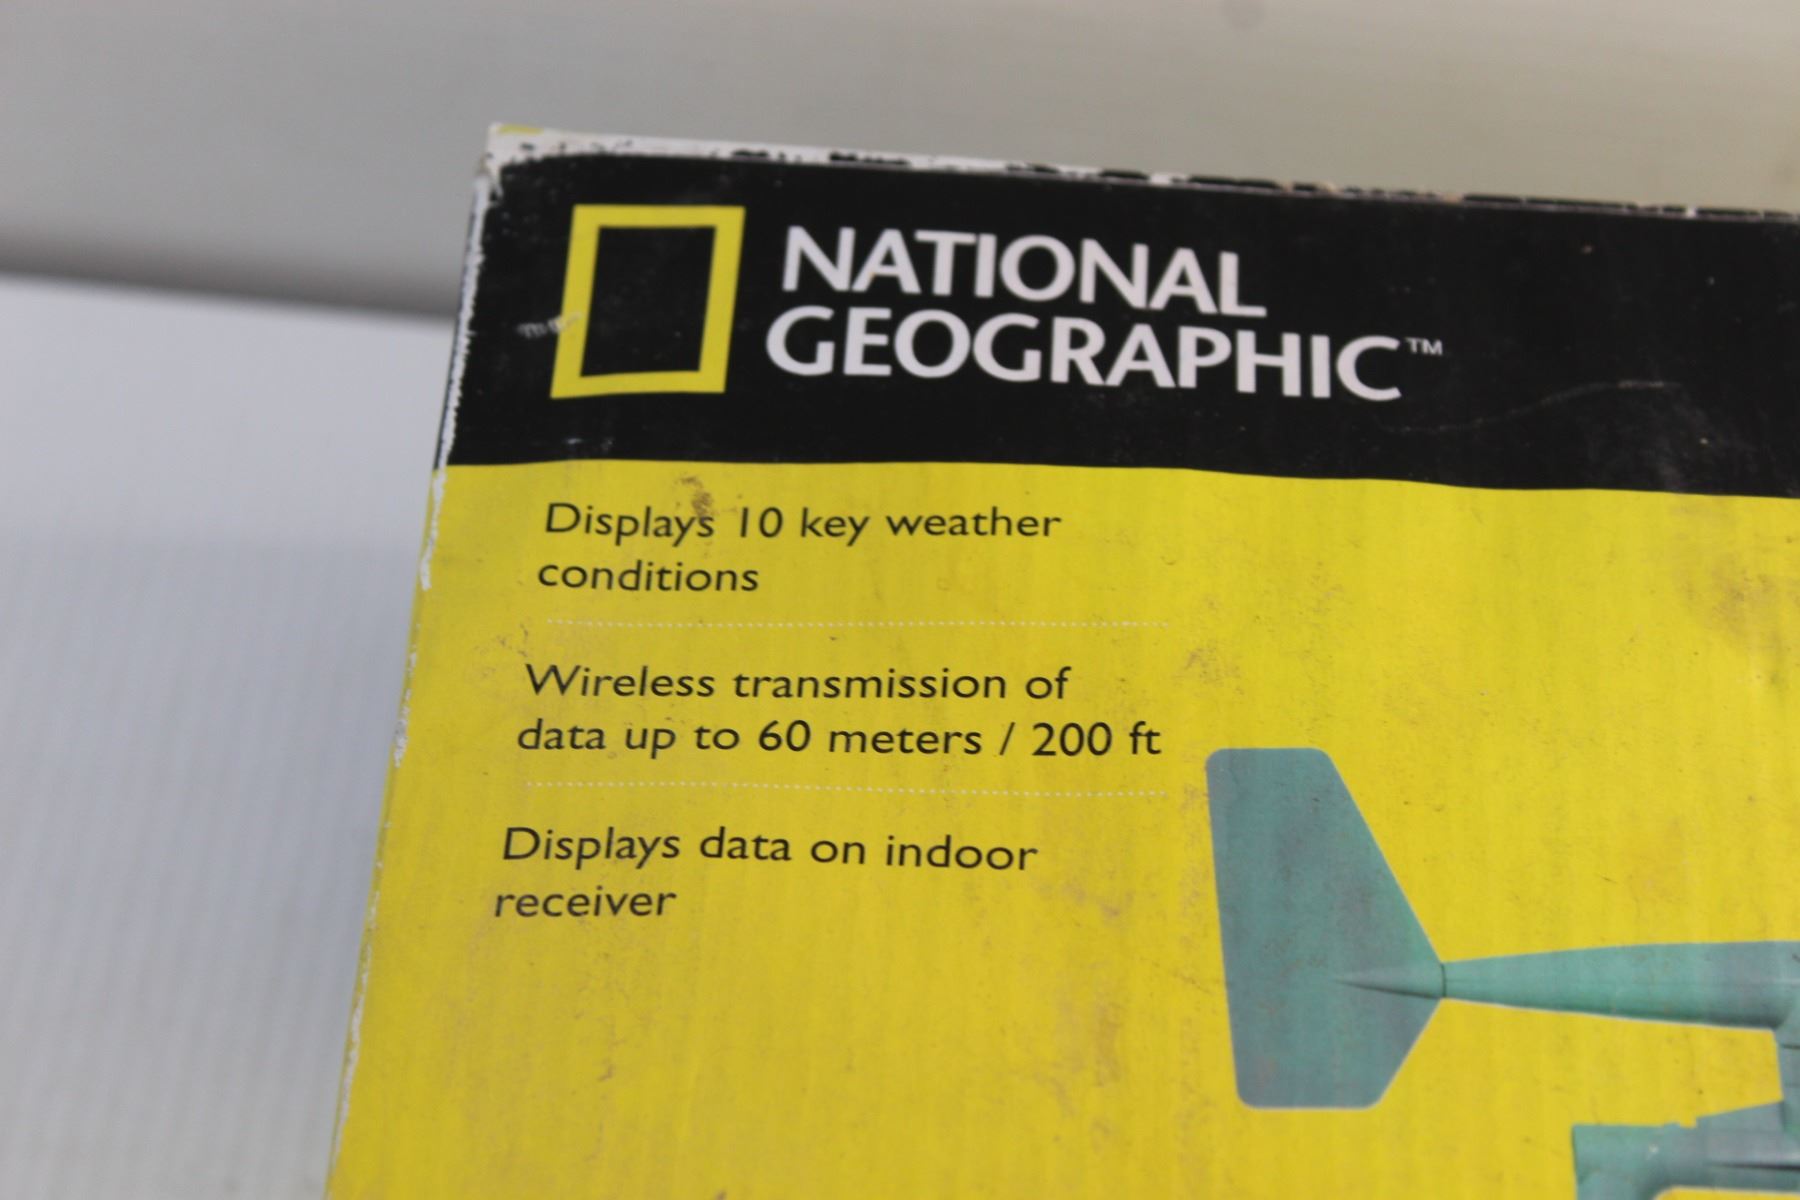 NATIONAL
GEOGRAPHIC™
Displays 10 key weather
conditions
Wireless transmission of
data up to 60 meters / 200 ft
Displays data on indoor
receiver